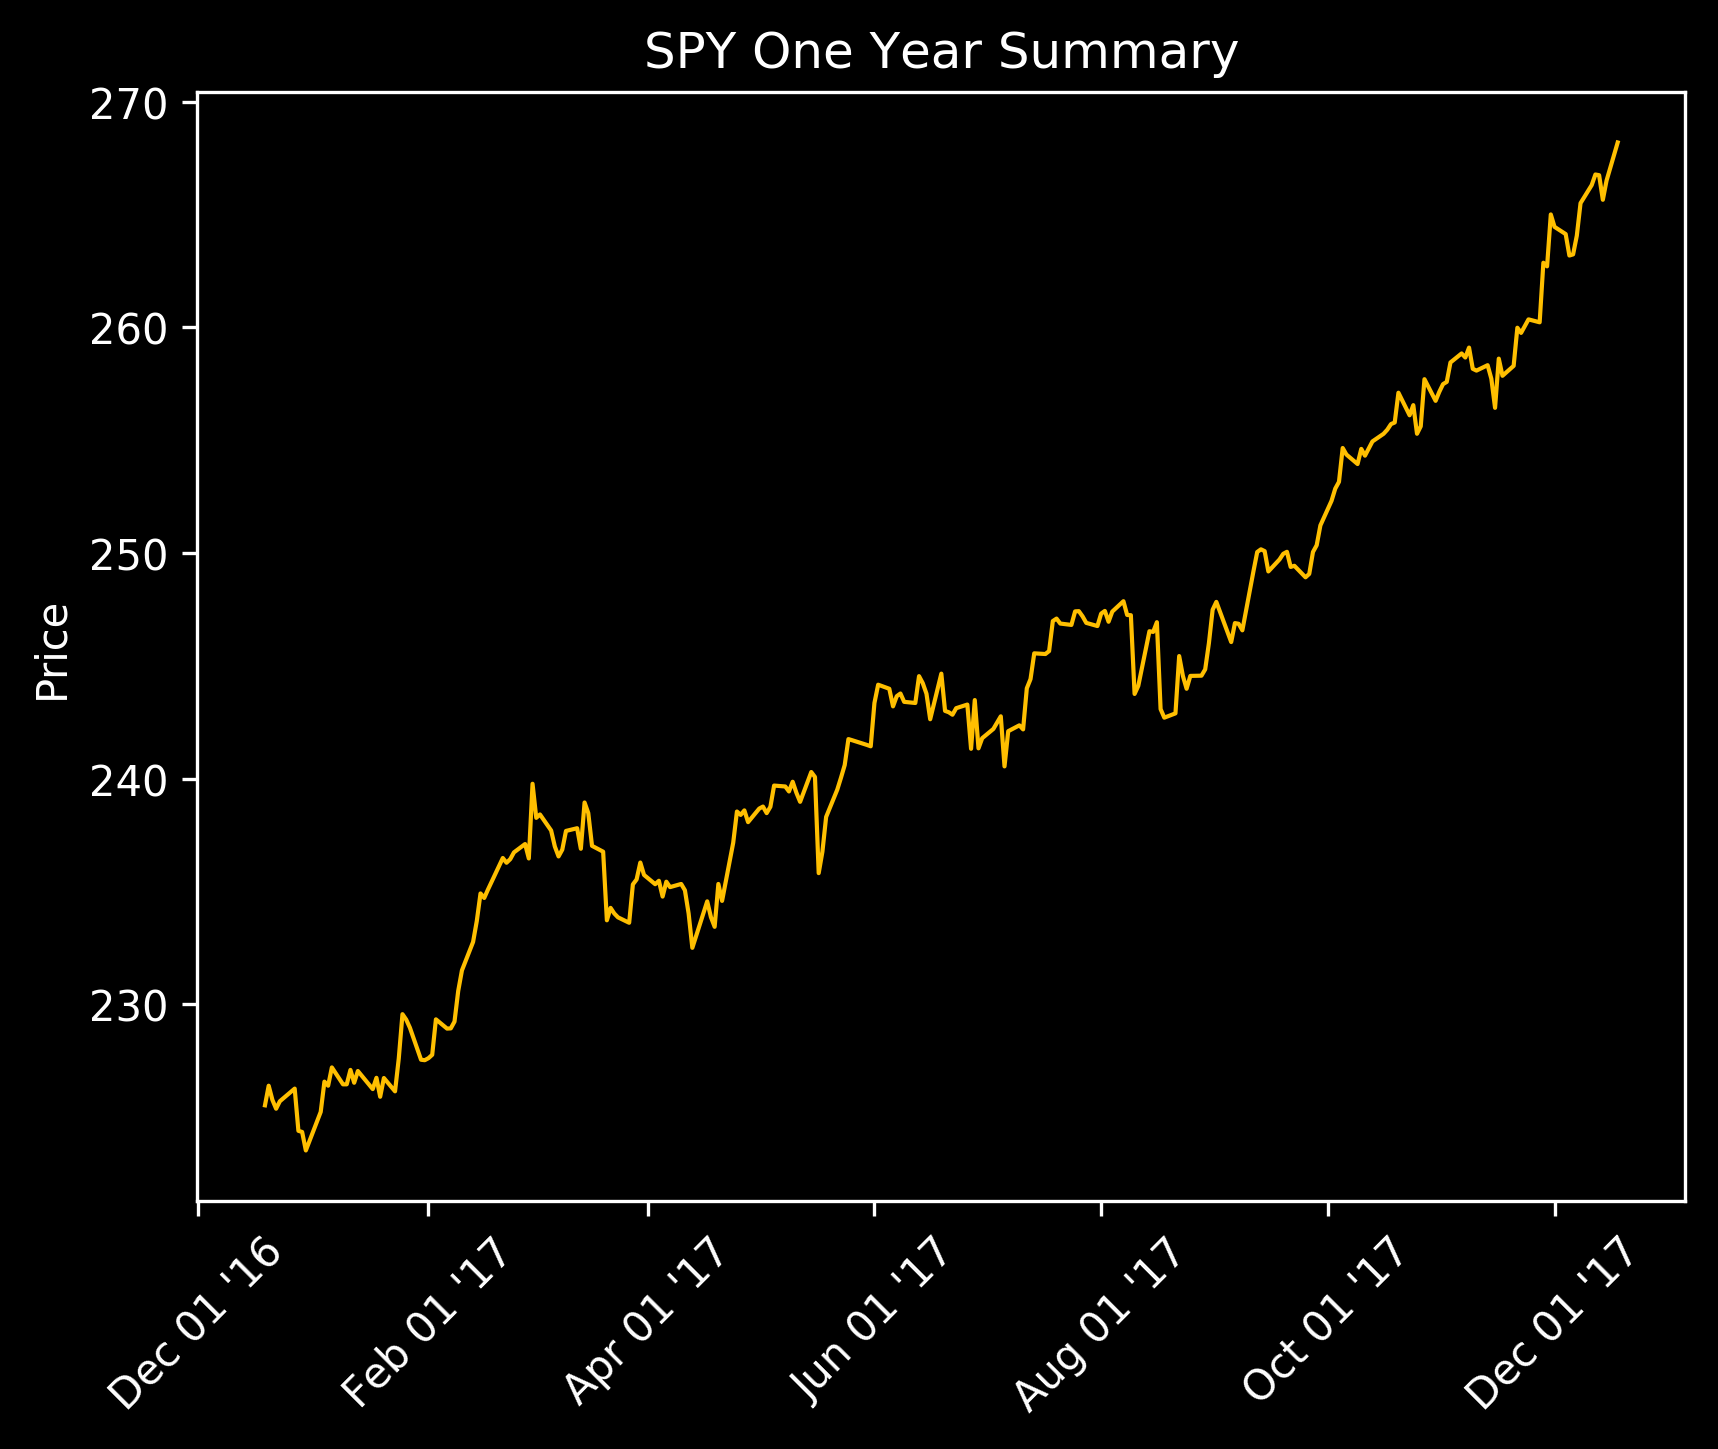 SPY One Year Summary
270
260
250
240
230
Price
Dec 01 '16
Feb 01 '17
Apr 01 '17
Jun 01 '17
Aug 01 '17
Oct 01 '17
Dec 01 '17